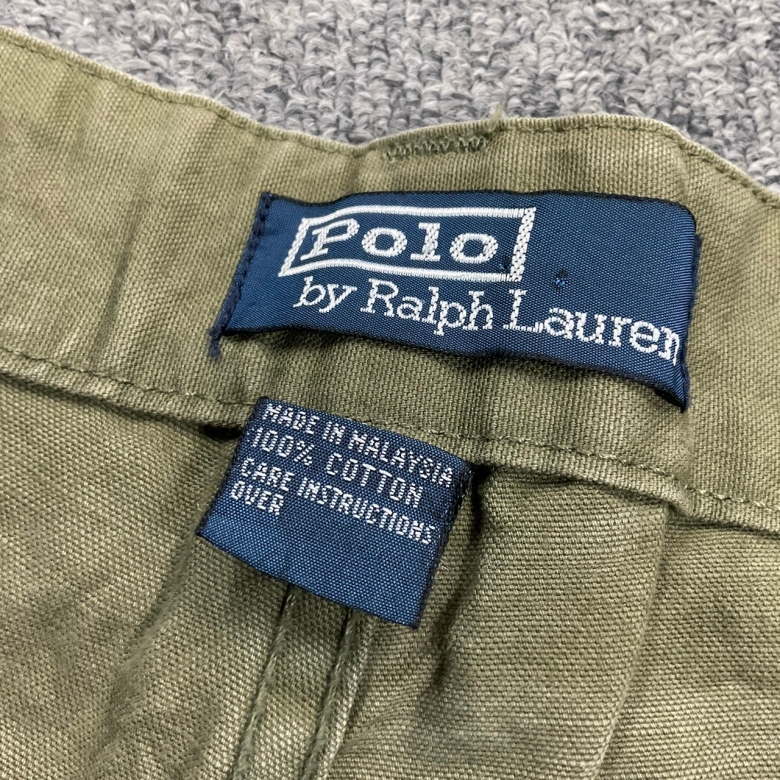 Polo
by Ralph Lauren
MADE IN MALAYSIA
100% COTTON
CARE INSTRUCTIONS
OVER